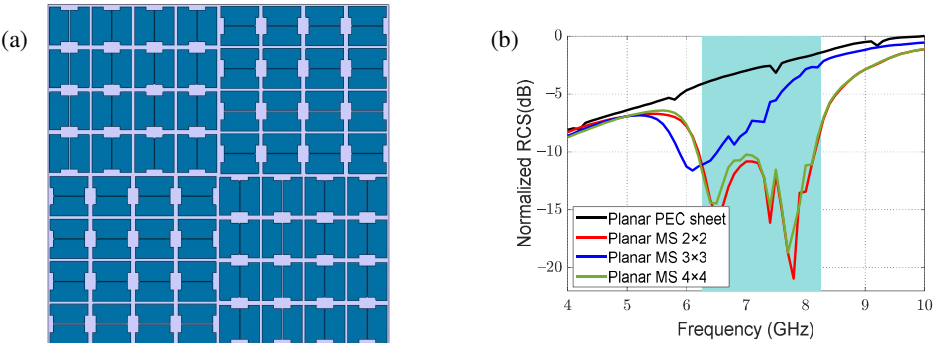 (a)
(b)
Normalized RCS(dB)
0
−5
−10
−15
−20
Planar PEC sheet
Planar MS 2×2
Planar MS 3×3
Planar MS 4×4
4 5 6 7 8 9 10
Frequency (GHz)